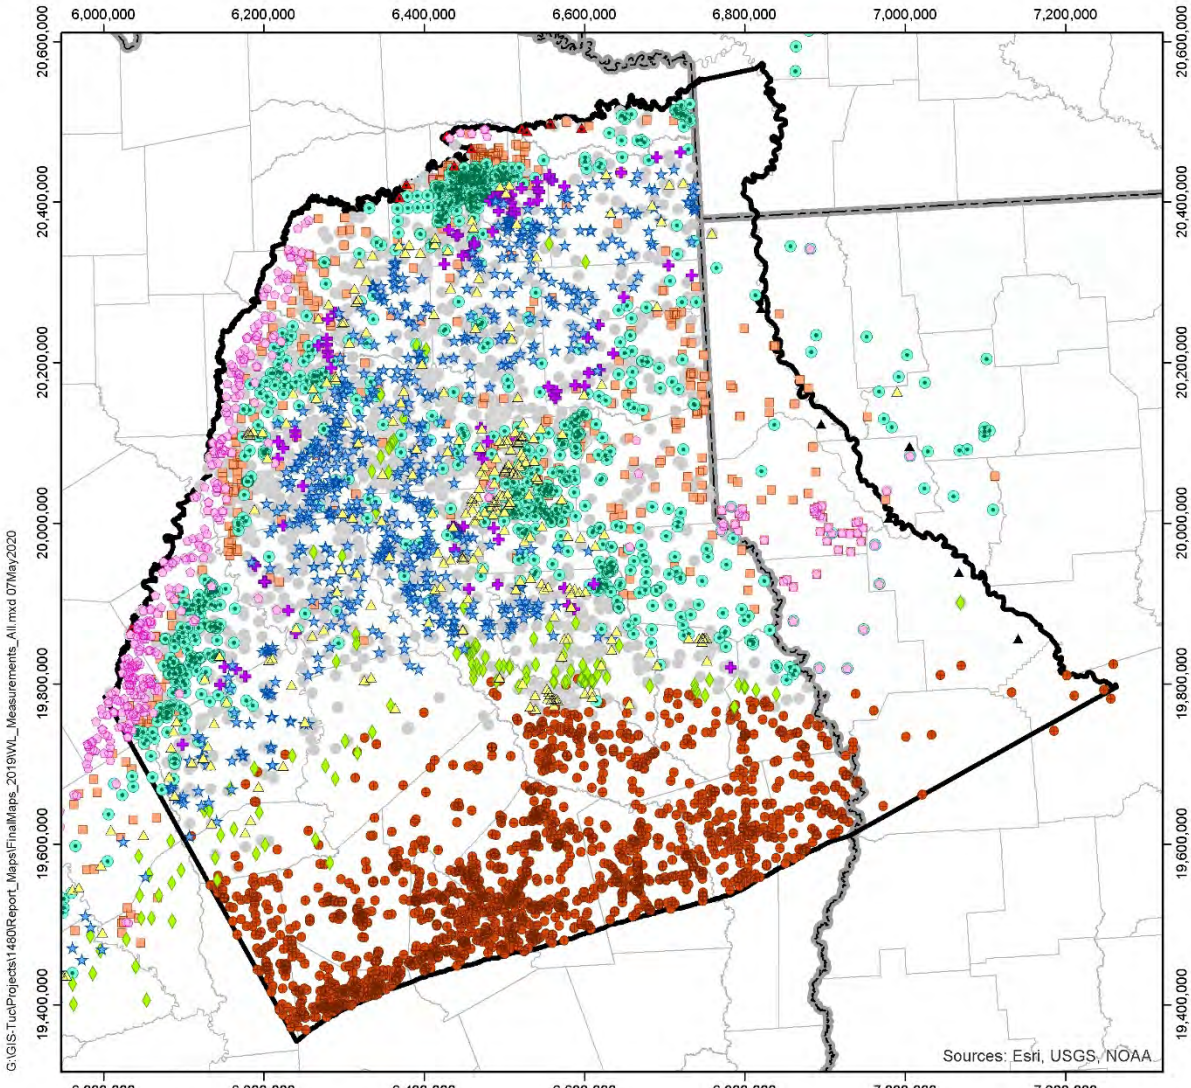 6,000,000 6,200,000 6,400,000 6,600,000 6,800,000 7,000,000 7,200,000
20,600,000 20,600,000
20,400,000 20,400,000
20,200,000 20,200,000
20,000,000 20,000,000
19,800,000 19,800,000
19,600,000 19,600,000
19,400,000 19,400,000
G:\GIS-Tuc\Projects\1480\Report_Maps\FinalMaps_2019\WL_Measurements_All.mxd 07May2020
Sources: Esri, USGS, NOAA